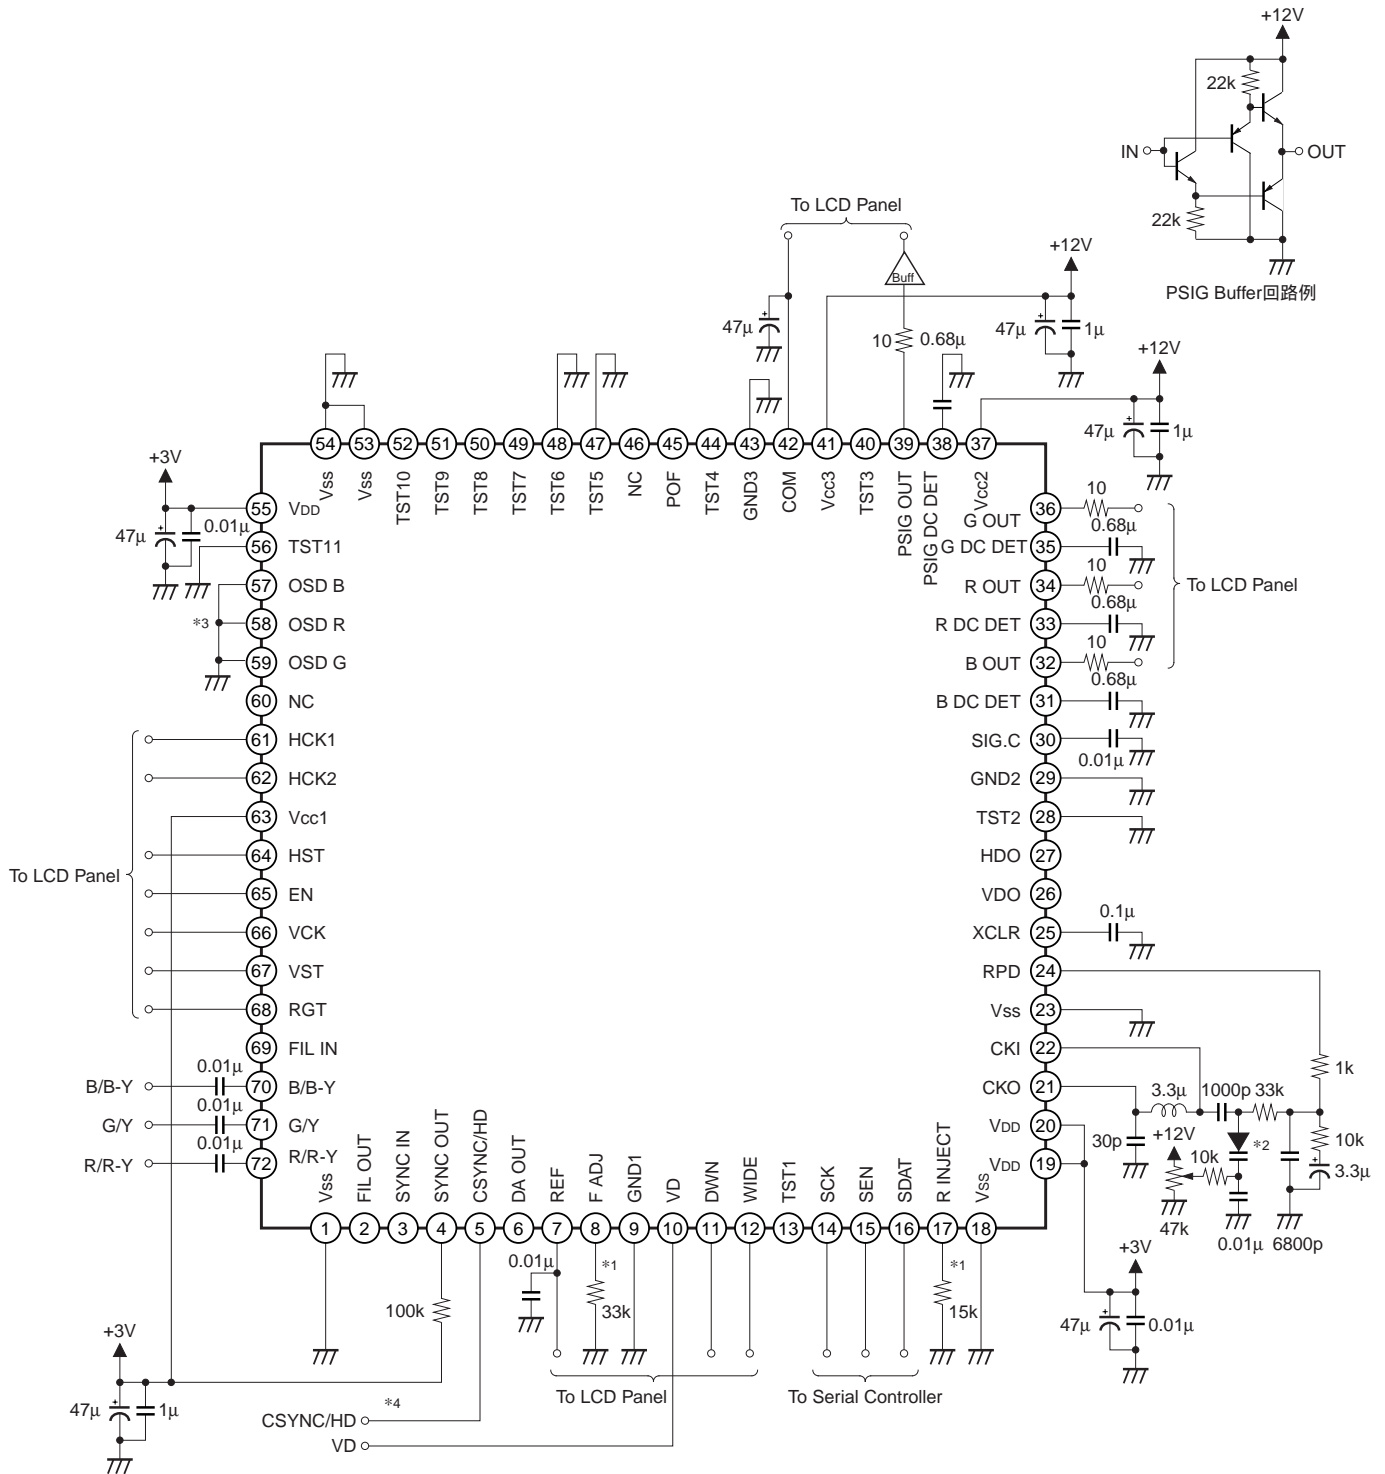 +12V
22k
IN
OUT
22k
PSIG Buffer回路例
To LCD Panel
Buff
+12V
47μ
10
0.68μ
47μ
1μ
+12V
47μ
1μ
54
53
52
51
50
49
48
47
46
45
44
43
42
41
40
39
38
37
Vss
Vss
TST10
TST9
TST8
TST7
TST6
TST5
NC
POF
TST4
GND3
COM
Vcc3
TST3
PSIG OUT
PSIG DC DET
Vcc2
+3V
47μ
0.01μ
55 VDD
56 TST11
57 OSD B
*3
58 OSD R
59 OSD G
60 NC
61 HCK1
62 HCK2
63 Vcc1
64 HST
To LCD Panel
65 EN
66 VCK
67 VST
68 RGT
69 FIL IN
0.01μ
B/B-Y 70 B/B-Y
0.01μ
G/Y 71 G/Y
0.01μ
R/R-Y 72 R/R-Y
G OUT 36
10
0.68μ
G DC DET 35
10
R OUT 34
To LCD Panel
0.68μ
R DC DET 33
10
B OUT 32
0.68μ
B DC DET 31
SIG.C 30
0.01μ
GND2 29
TST2 28
HDO 27
VDO 26
0.1μ
XCLR 25
RPD 24
Vss 23
CKI 22
1k
CKO 21
3.3μ
1000p
33k
VDD 20
30p
+12V
10k
*2
10k
VDD 19
3.3μ
47k
0.01μ
6800p
+3V
47μ
0.01μ
Vss
FIL OUT
SYNC IN
SYNC OUT
CSYNC/HD
DA OUT
REF
F ADJ
GND1
VD
DWN
WIDE
TST1
SCK
SEN
SDAT
R INJECT
Vss
1
2
3
4
5
6
7
8
9
10
11
12
13
14
15
16
17
18
0.01μ
*1
*1
100k
33k
15k
+3V
47μ
1μ
To LCD Panel
To Serial Controller
*4
CSYNC/HD
VD